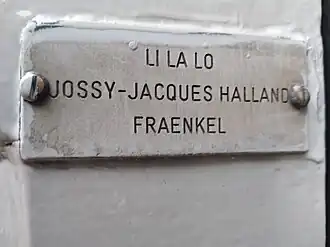 LI LA LO
JOSSY-JACQUES HALLAND
FRAENKEL